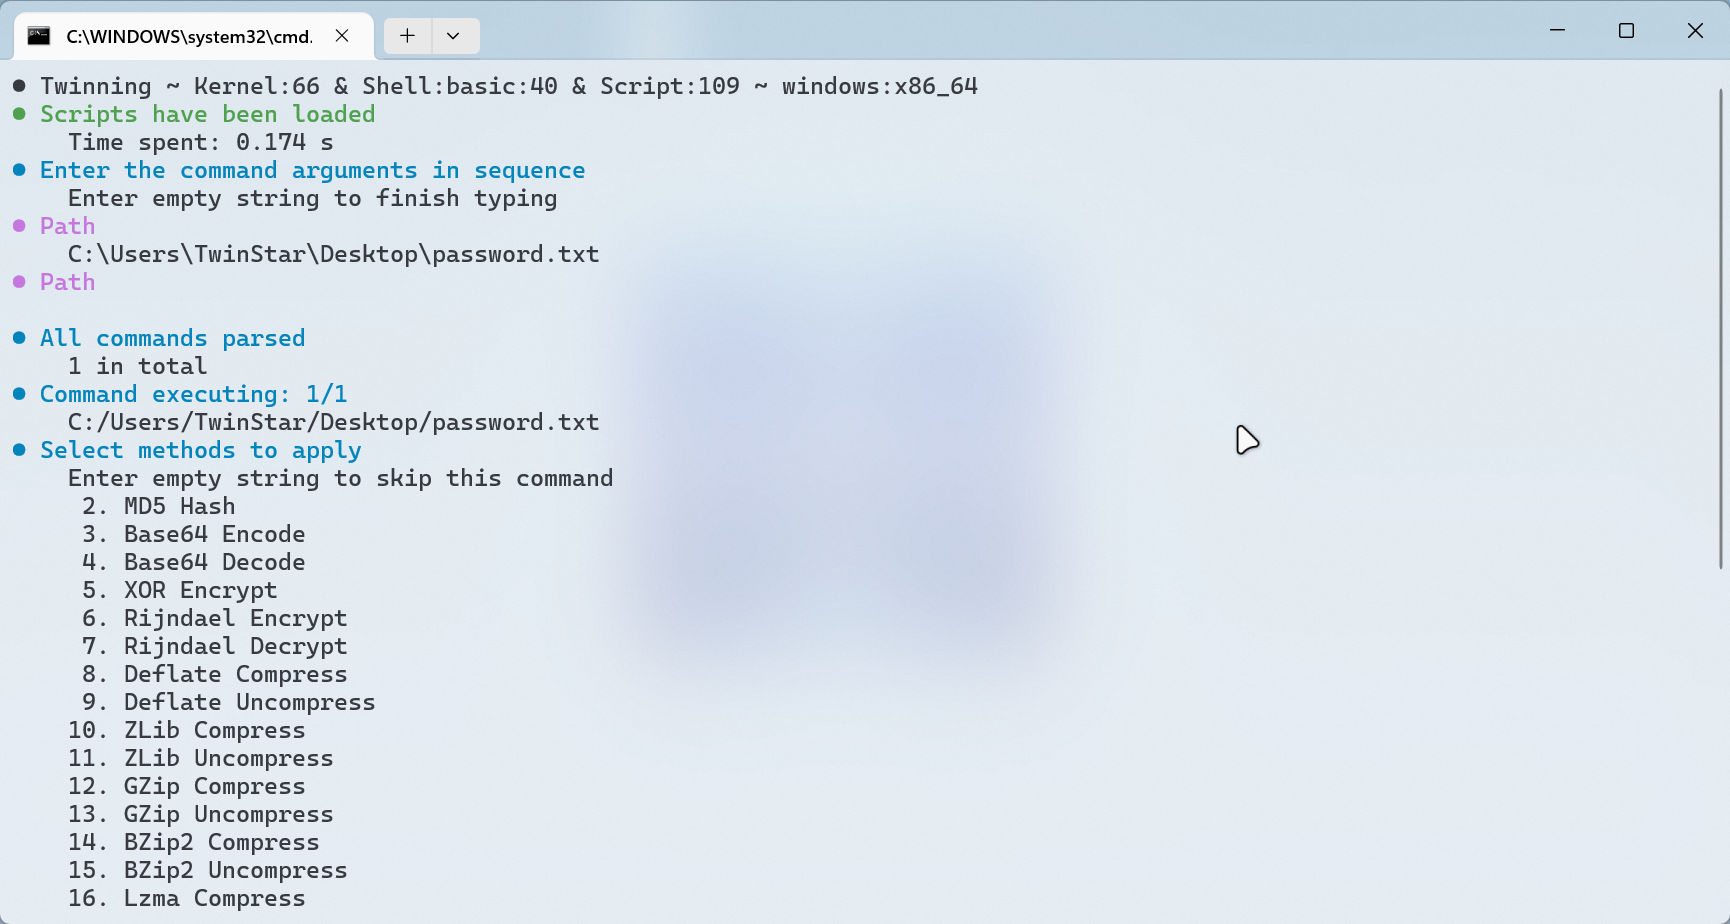 C:\WINDOWS\system32\cmd.
● Twinning ~ Kernel:66 & Shell:basic:40 & Script:109 ~ windows:x86_64
● Scripts have been loaded
Time spent: 0.174 s
● Enter the command arguments in sequence
Enter empty string to finish typing
● Path
C:\Users\TwinStar\Desktop\password.txt
● Path
● All commands parsed
1 in total
● Command executing: 1/1
C:/Users/TwinStar/Desktop/password.txt
● Select methods to apply
Enter empty string to skip this command
2. MD5 Hash
3. Base64 Encode
4. Base64 Decode
5. XOR Encrypt
6. Rijndael Encrypt
7. Rijndael Decrypt
8. Deflate Compress
9. Deflate Uncompress
10. ZLib Compress
11. ZLib Uncompress
12. GZip Compress
13. GZip Uncompress
14. BZip2 Compress
15. BZip2 Uncompress
16. Lzma Compress